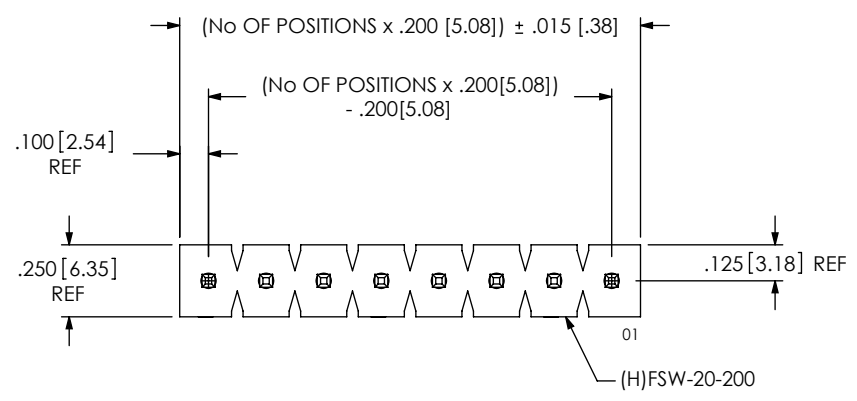 (No OF POSITIONS x .200 [5.08]) ± .015 [.38]
(No OF POSITIONS x .200[5.08])
- .200[5.08]
.100[2.54]
REF
.250[6.35]
REF
.125[3.18] REF
01
(H)FSW-20-200